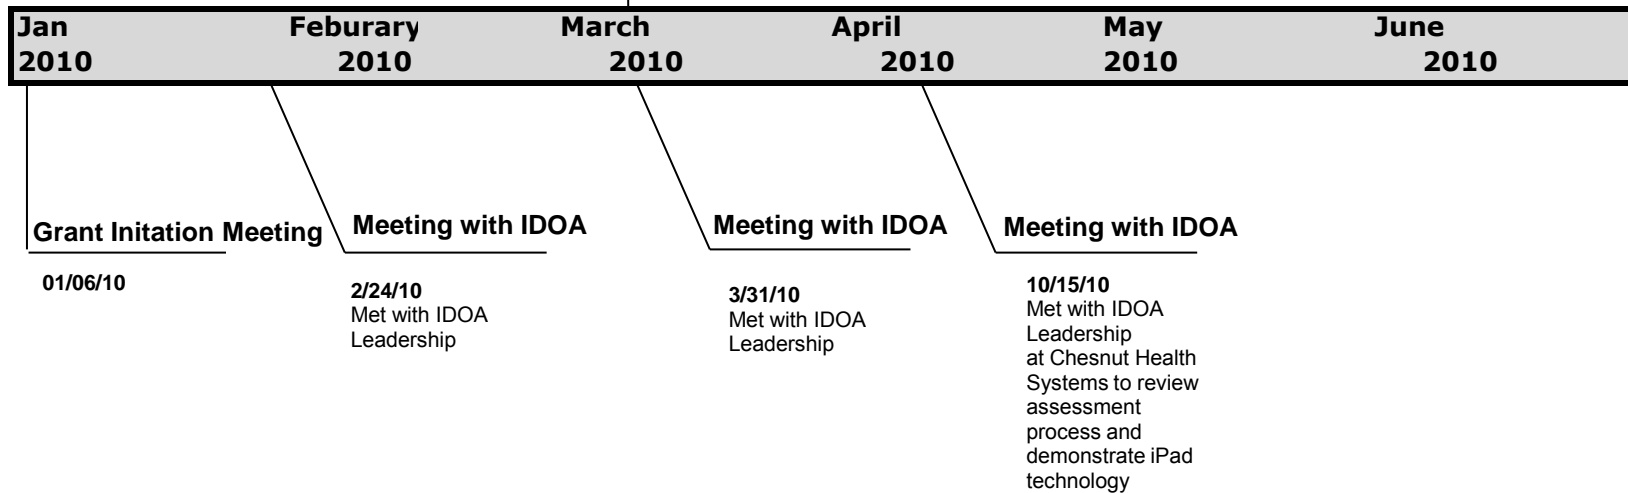 Jan Feburary March April May June
2010 2010 2010 2010 2010 2010
Grant Initation Meeting
01/06/10
Meeting with IDOA
2/24/10
Met with IDOA
Leadership
Meeting with IDOA
3/31/10
Met with IDOA
Leadership
Meeting with IDOA
10/15/10
Met with IDOA
Leadership
at Chesnut Health
Systems to review
assessment
process and
demonstrate iPad
technology